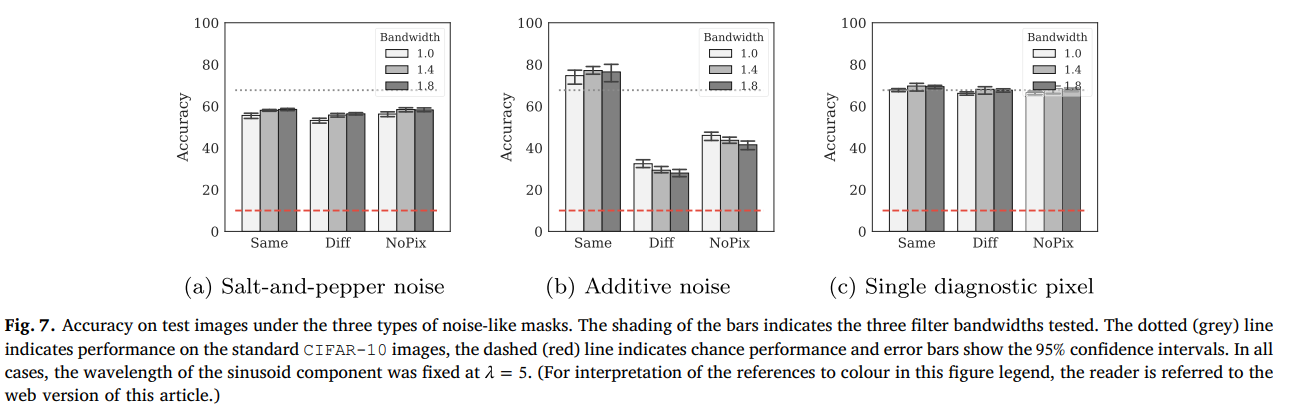 100
80
60
40
20
0
Accuracy
Bandwidth
1.0
1.4
1.8
Same Diff NoPix
(a) Salt-and-pepper noise
100
80
60
40
20
0
Accuracy
Bandwidth
1.0
1.4
1.8
Same Diff NoPix
(b) Additive noise
100
80
60
40
20
0
Accuracy
Bandwidth
1.0
1.4
1.8
Same Diff NoPix
(c) Single diagnostic pixel
Fig. 7. Accuracy on test images under the three types of noise-like masks. The shading of the bars indicates the three filter bandwidths tested. The dotted (grey) line
indicates performance on the standard CIFAR-10 images, the dashed (red) line indicates chance performance and error bars show the 95% confidence intervals. In all
cases, the wavelength of the sinusoid component was fixed at λ = 5. (For interpretation of the references to colour in this figure legend, the reader is referred to the
web version of this article.)